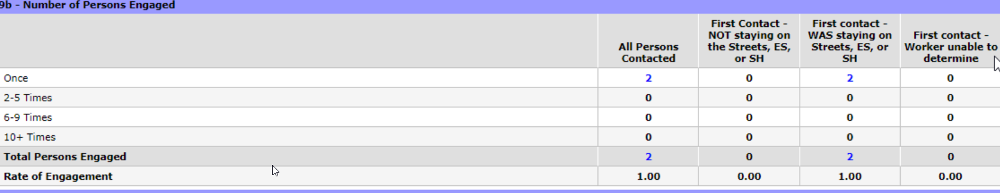 9b - Number of Persons Engaged
All Persons Contacted First Contact - NOT staying on the Streets, ES, or SH First contact - WAS staying on Streets, ES, or SH First contact - Worker unable to determine
Once 2 0 2 0
2-5 Times 0 0 0 0
6-9 Times 0 0 0 0
10+ Times 0 0 0 0
Total Persons Engaged 2 0 2 0
Rate of Engagement 1.00 0.00 1.00 0.00